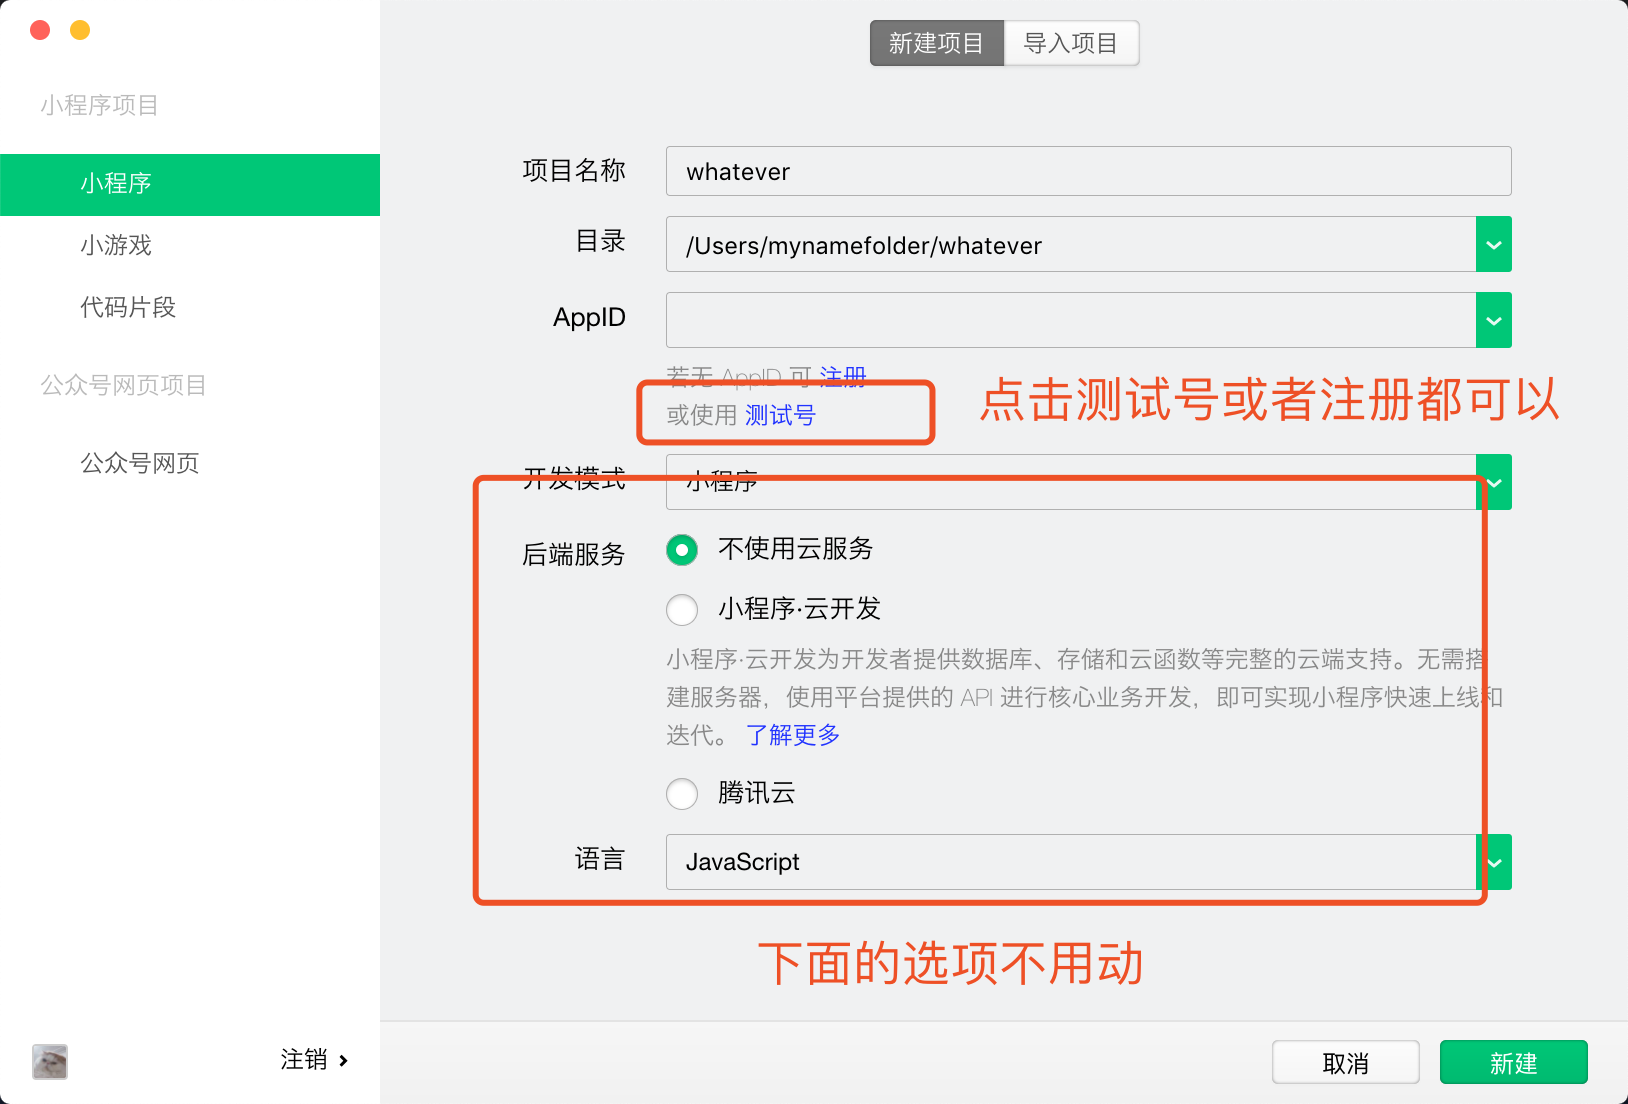 小程序项目
小程序
小游戏
代码片段
公众号网页项目
公众号网页
注销
新建项目
导入项目
项目名称
whatever
目录
/Users/mynamefolder/whatever
AppID
若无 AppID 可 注册
或使用 测试号
点击测试号或者注册都可以
开发模式
小程序
后端服务
不使用云服务
小程序·云开发
小程序·云开发为开发者提供数据库、存储和云函数等完整的云端支持。无需搭
建服务器，使用平台提供的 API 进行核心业务开发，即可实现小程序快速上线和
迭代。 了解更多
腾讯云
语言
JavaScript
下面的选项不用动
取消
新建